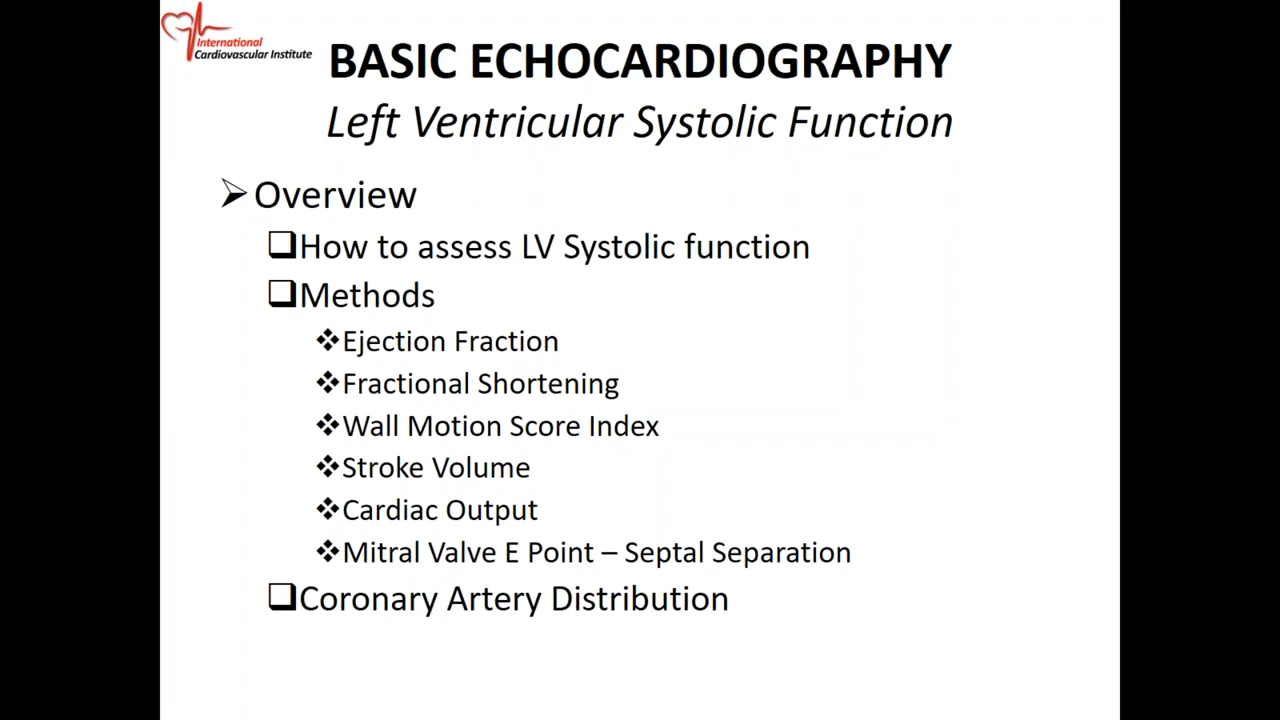 International
Cardiovascular Institute
BASIC ECHOCARDIOGRAPHY
Left Ventricular Systolic Function
➢Overview
❑How to assess LV Systolic function
❑Methods
❖Ejection Fraction
❖Fractional Shortening
❖Wall Motion Score Index
❖Stroke Volume
❖Cardiac Output
❖Mitral Valve E Point – Septal Separation
❑Coronary Artery Distribution